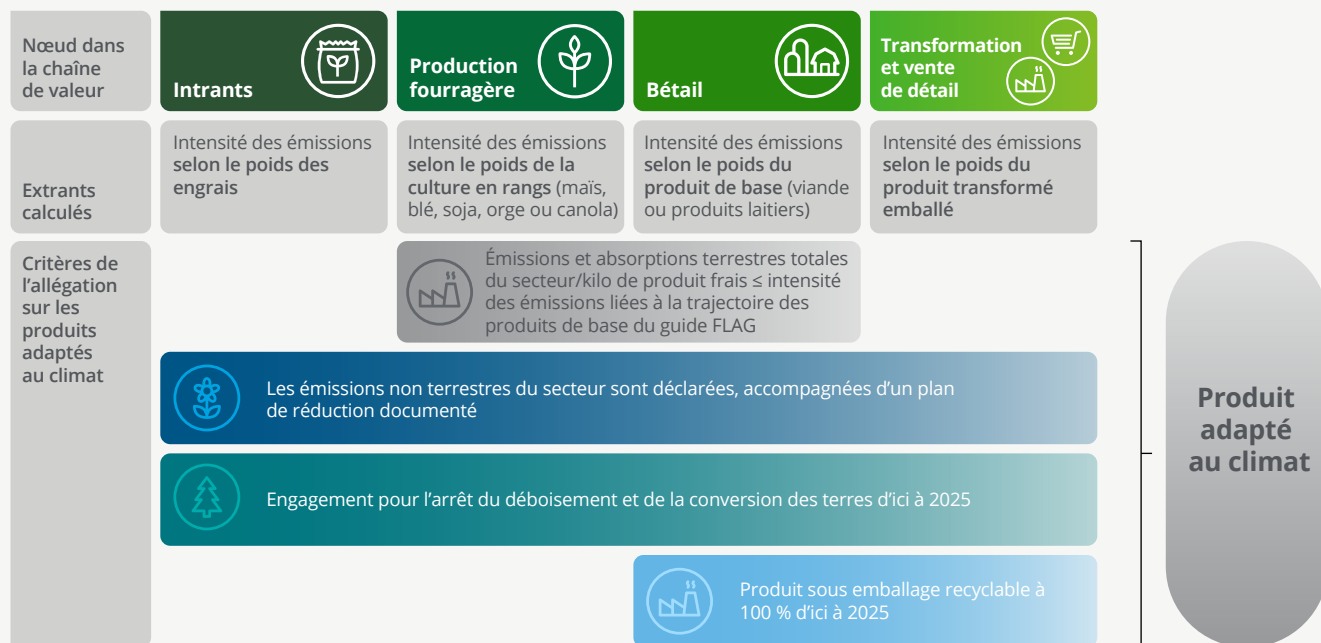 Nœud dans
la chaîne
de valeur
Intrants
Production
fourragère
Bétail
Transformation
et vente
de détail
Extrants
calculés
Intensité des émissions
selon le poids des
engrais
Intensité des émissions
selon le poids de la
culture en rangs (maïs,
blé, soja, orge ou canola)
Intensité des émissions
selon le poids du
produit de base (viande
ou produits laitiers)
Intensité des émissions
selon le poids du
produit transformé
emballé
Critères de
l’allégation
sur les
produits
adaptés
au climat
Émissions et absorptions terrestres totales
du secteur/kilo de produit frais ≤ intensité
des émissions liées à la trajectoire des
produits de base du guide FLAG
Les émissions non terrestres du secteur sont déclarées, accompagnées d’un plan
de réduction documenté
Engagement pour l’arrêt du déboisement et de la conversion des terres d’ici à 2025
Produit sous emballage recyclable à
100 % d’ici à 2025
Produit
adapté
au climat